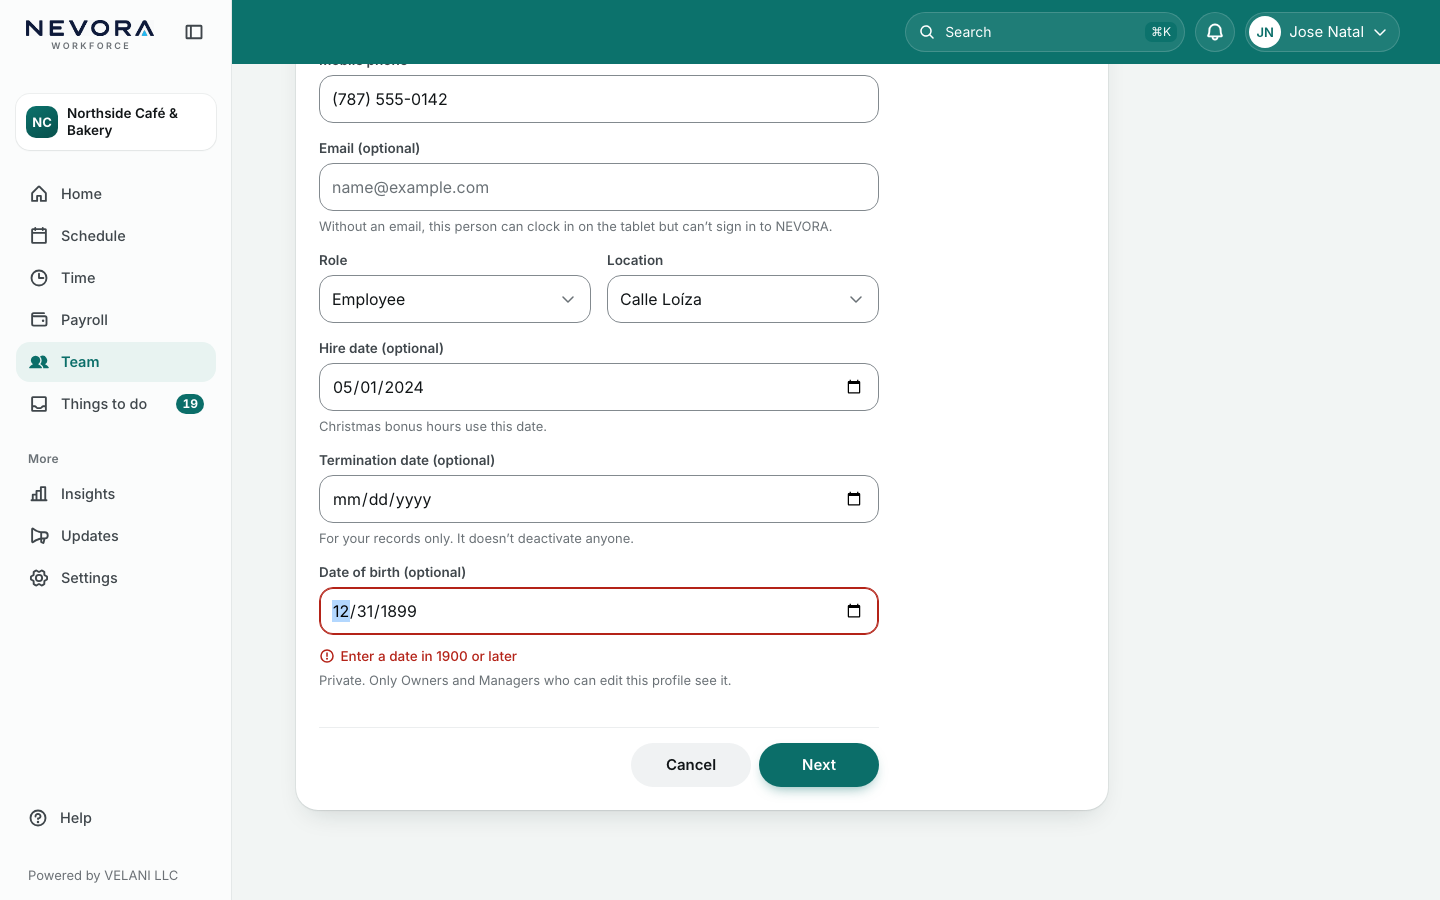 NEVORA
WORKFORCE
Search
⌘K
JN
Jose Natal
NC
Northside Café &
Bakery
Home
Schedule
Time
Payroll
Team
Things to do
19
More
Insights
Updates
Settings
Help
Powered by VELANI LLC
Mobile phone
(787) 555-0142
Email (optional)
name@example.com
Without an email, this person can clock in on the tablet but can’t sign in to NEVORA.
Role
Location
Employee
Calle Loíza
Hire date (optional)
05/01/2024
Christmas bonus hours use this date.
Termination date (optional)
mm/dd/yyyy
For your records only. It doesn’t deactivate anyone.
Date of birth (optional)
12/31/1899
Enter a date in 1900 or later
Private. Only Owners and Managers who can edit this profile see it.
Cancel
Next